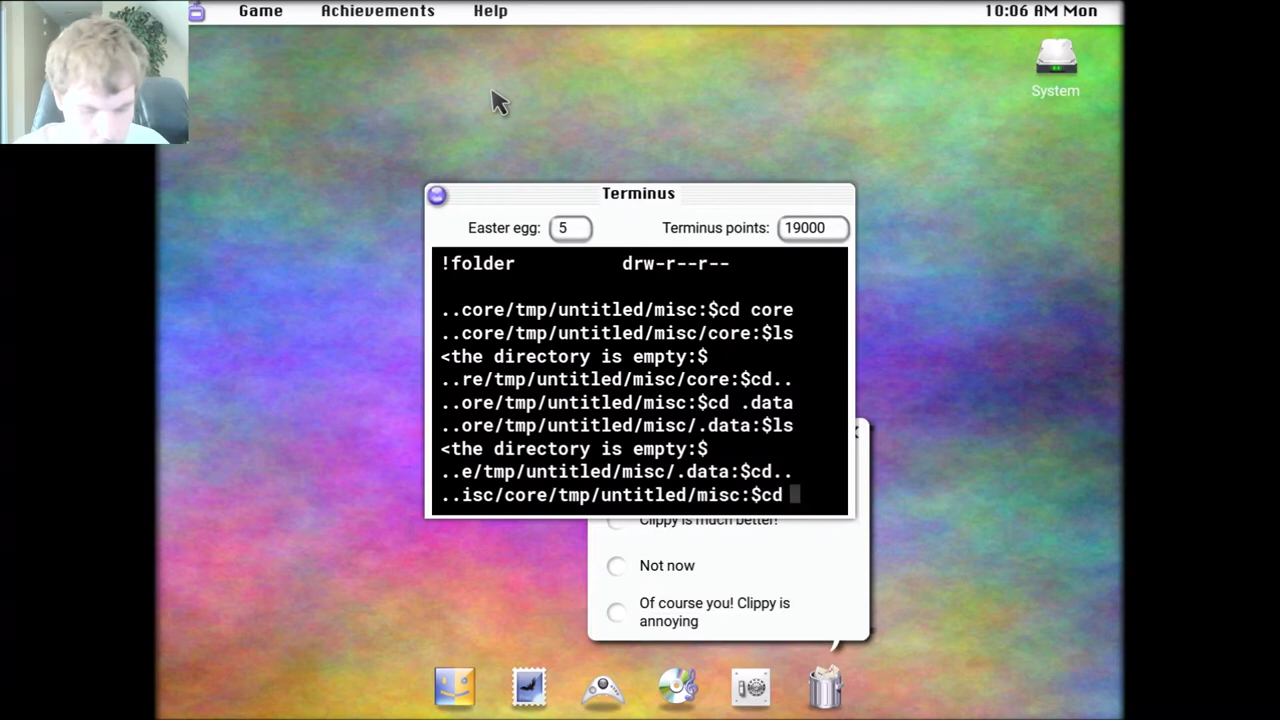 Game Achievements Help 10:06 AM Mon
System
Terminus
Easter egg: 5 Terminus points: 19000
!folder drw-r--r--
..core/tmp/untitled/misc:$cd core
..core/tmp/untitled/misc/core:$ls
<the directory is empty:$
..re/tmp/untitled/misc/core:$cd..
..ore/tmp/untitled/misc:$cd .data
..ore/tmp/untitled/misc/.data:$ls
<the directory is empty:$
..e/tmp/untitled/misc/.data:$cd..
..isc/core/tmp/untitled/misc:$cd
Clippy is much better!
Not now
Of course you! Clippy is
annoying